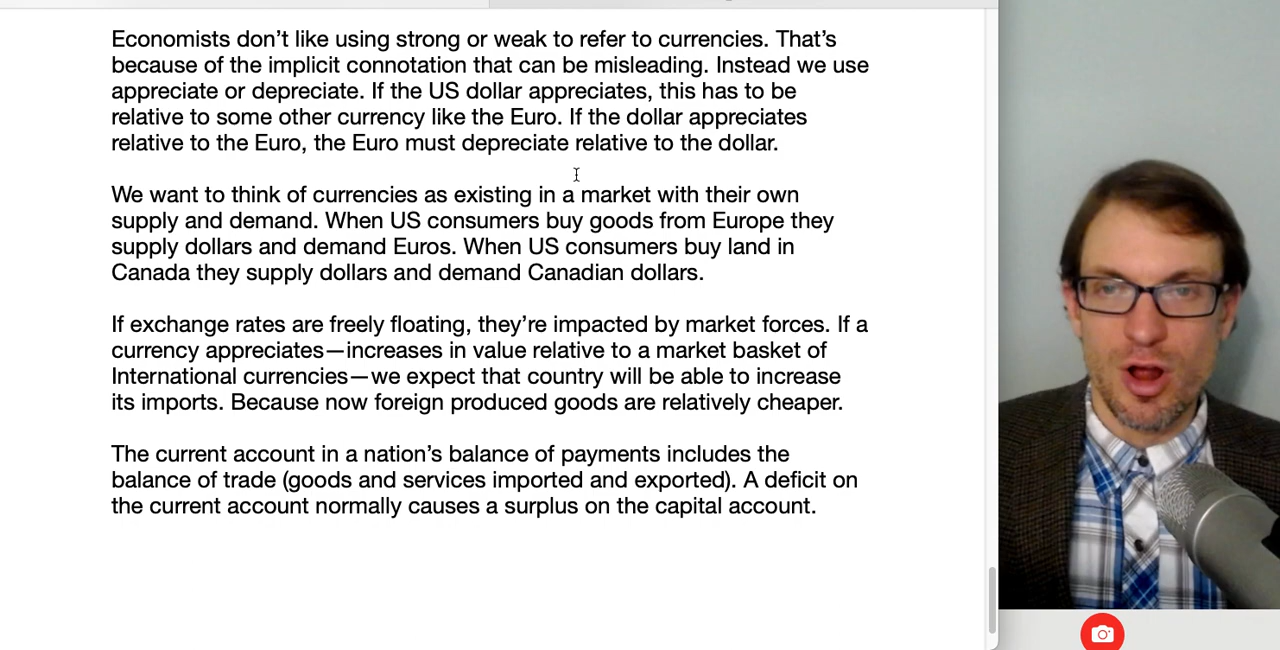 Economists don’t like using strong or weak to refer to currencies. That’s
because of the implicit connotation that can be misleading. Instead we use
appreciate or depreciate. If the US dollar appreciates, this has to be
relative to some other currency like the Euro. If the dollar appreciates
relative to the Euro, the Euro must depreciate relative to the dollar.
We want to think of currencies as existing in a market with their own
supply and demand. When US consumers buy goods from Europe they
supply dollars and demand Euros. When US consumers buy land in
Canada they supply dollars and demand Canadian dollars.
If exchange rates are freely floating, they’re impacted by market forces. If a
currency appreciates—increases in value relative to a market basket of
International currencies—we expect that country will be able to increase
its imports. Because now foreign produced goods are relatively cheaper.
The current account in a nation’s balance of payments includes the
balance of trade (goods and services imported and exported). A deficit on
the current account normally causes a surplus on the capital account.